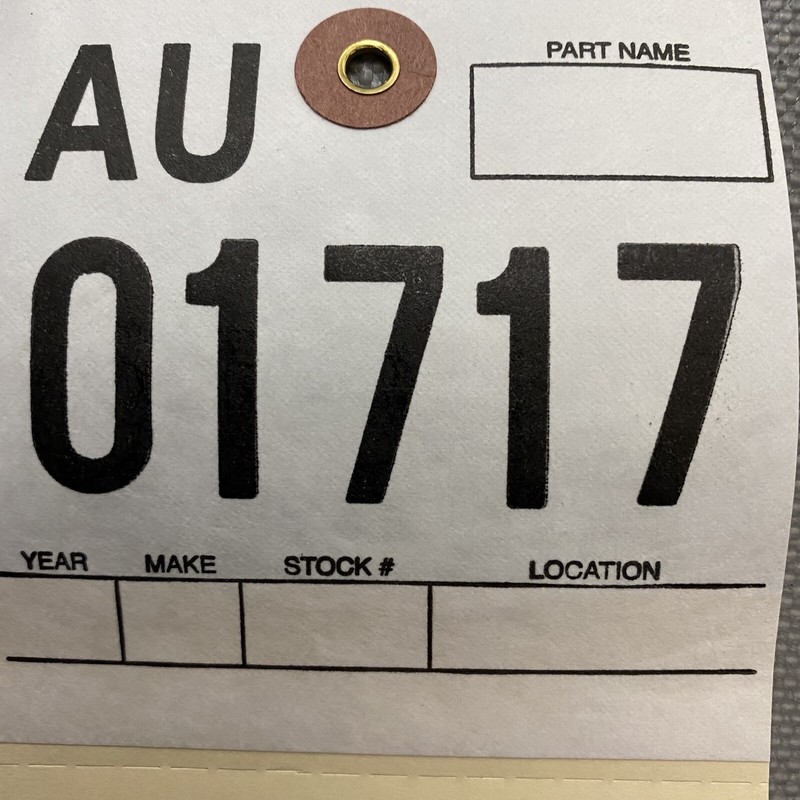 AU
PART NAME
01717
YEAR MAKE STOCK # LOCATION